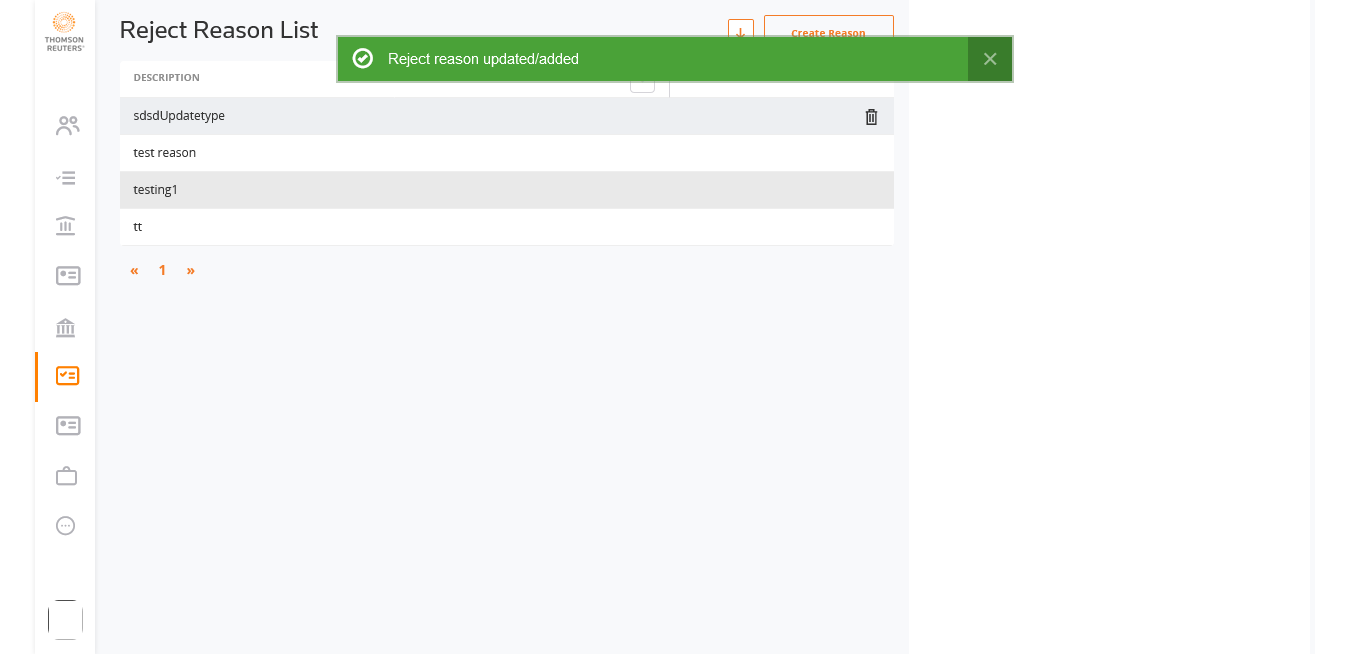 THOMSON
REUTERS
Reject Reason List
Create Reason
Reject reason updated/added
DESCRIPTION
sdsdUpdatetype
test reason
testing1
tt
« 1 »